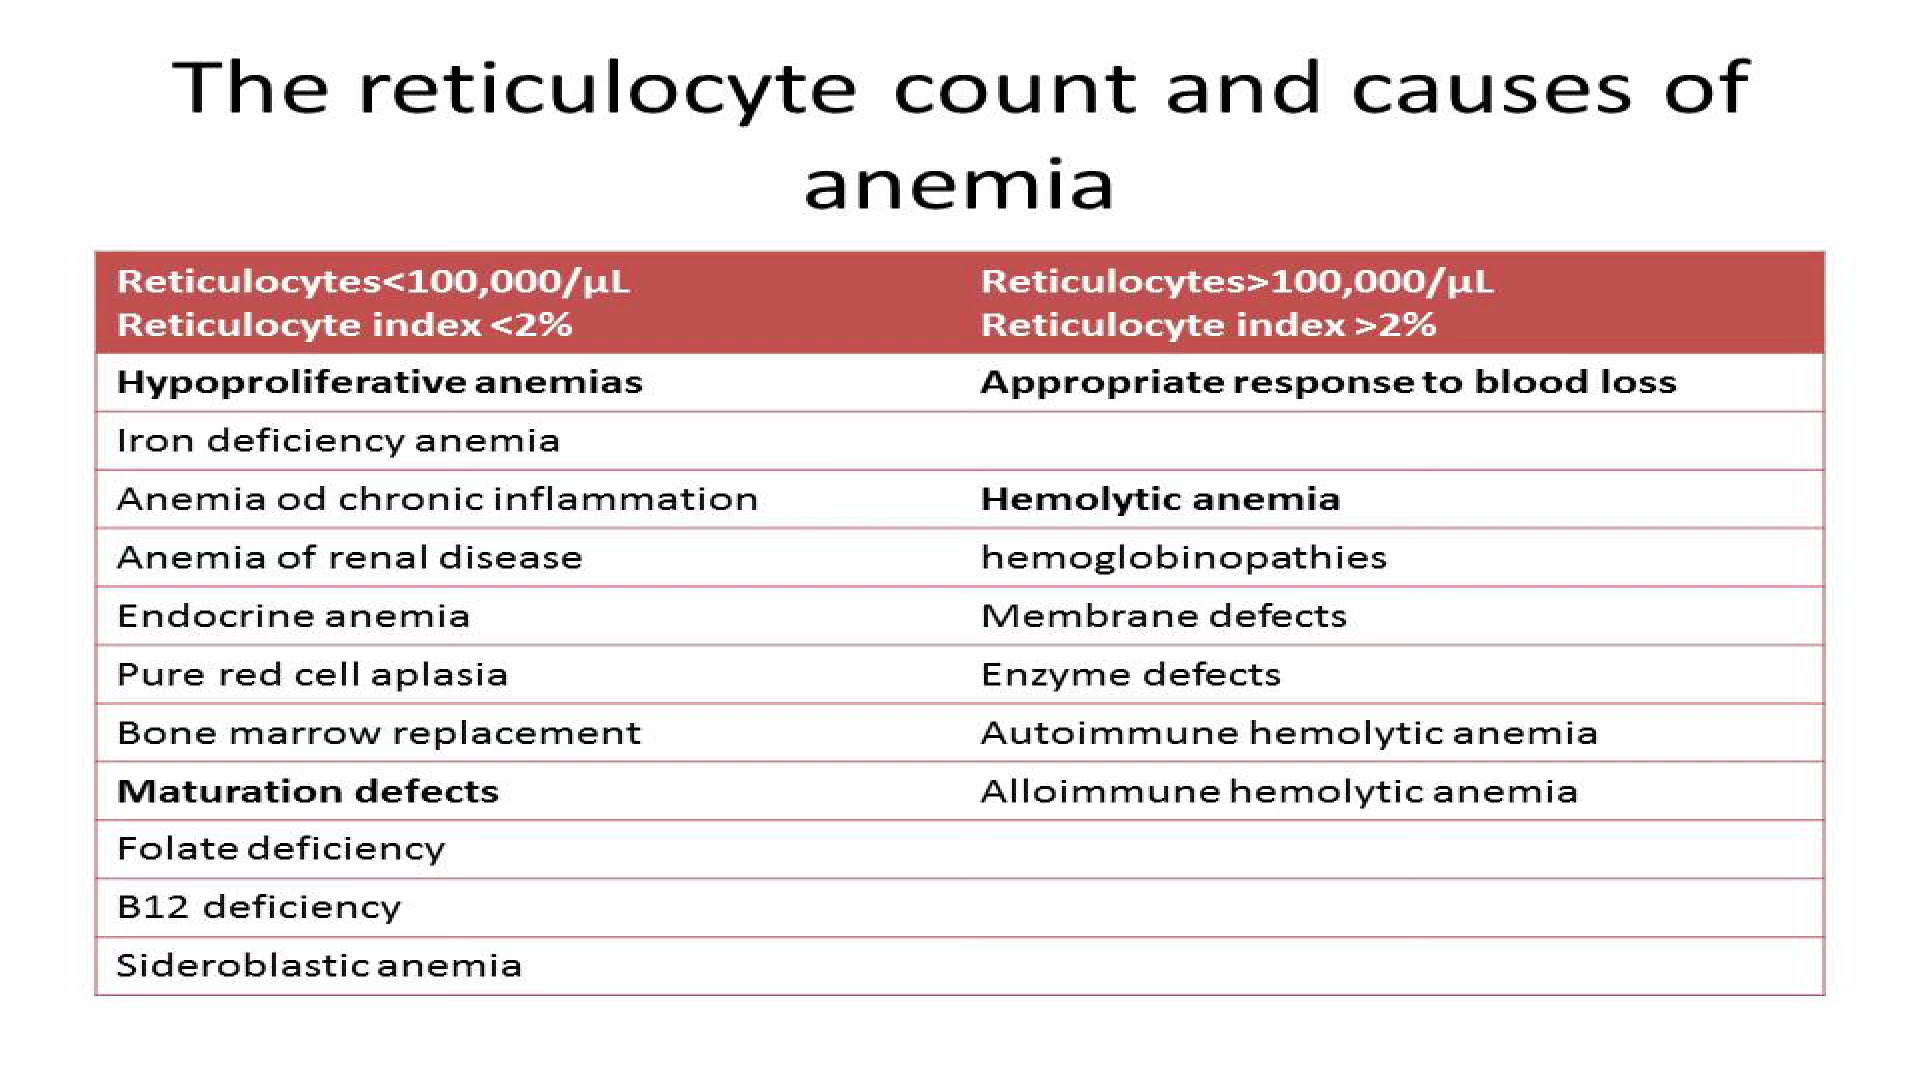 The reticulocyte count and causes of
anemia
Reticulocytes<100,000/µL
Reticulocyte index <2%
Reticulocytes>100,000/µL
Reticulocyte index >2%
Hypoproliferative anemias
Appropriate response to blood loss
Iron deficiency anemia
Anemia od chronic inflammation
Hemolytic anemia
Anemia of renal disease
hemoglobinopathies
Endocrine anemia
Membrane defects
Pure red cell aplasia
Enzyme defects
Bone marrow replacement
Autoimmune hemolytic anemia
Maturation defects
Alloimmune hemolytic anemia
Folate deficiency
B12 deficiency
Sideroblastic anemia